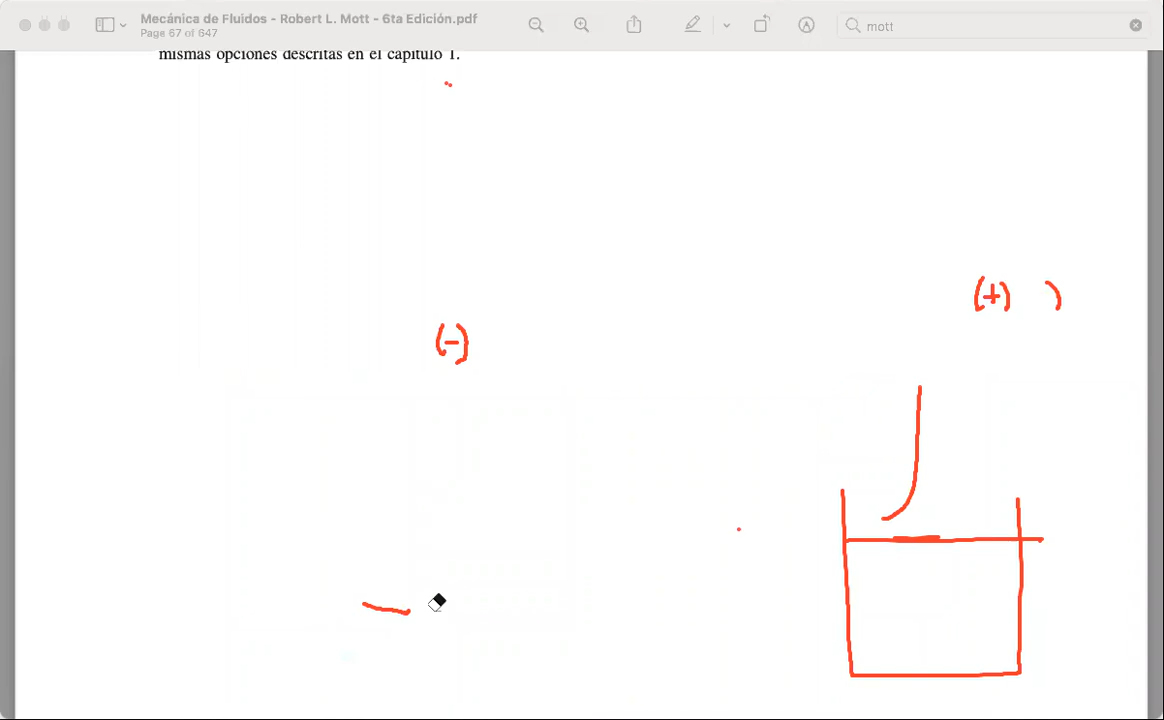 Mecánica de Fluidos - Robert L. Mott - 6ta Edición.pdf
Page 67 of 647
mott
mismas opciones descritas en el capítulo 1.
(+) )
(-)